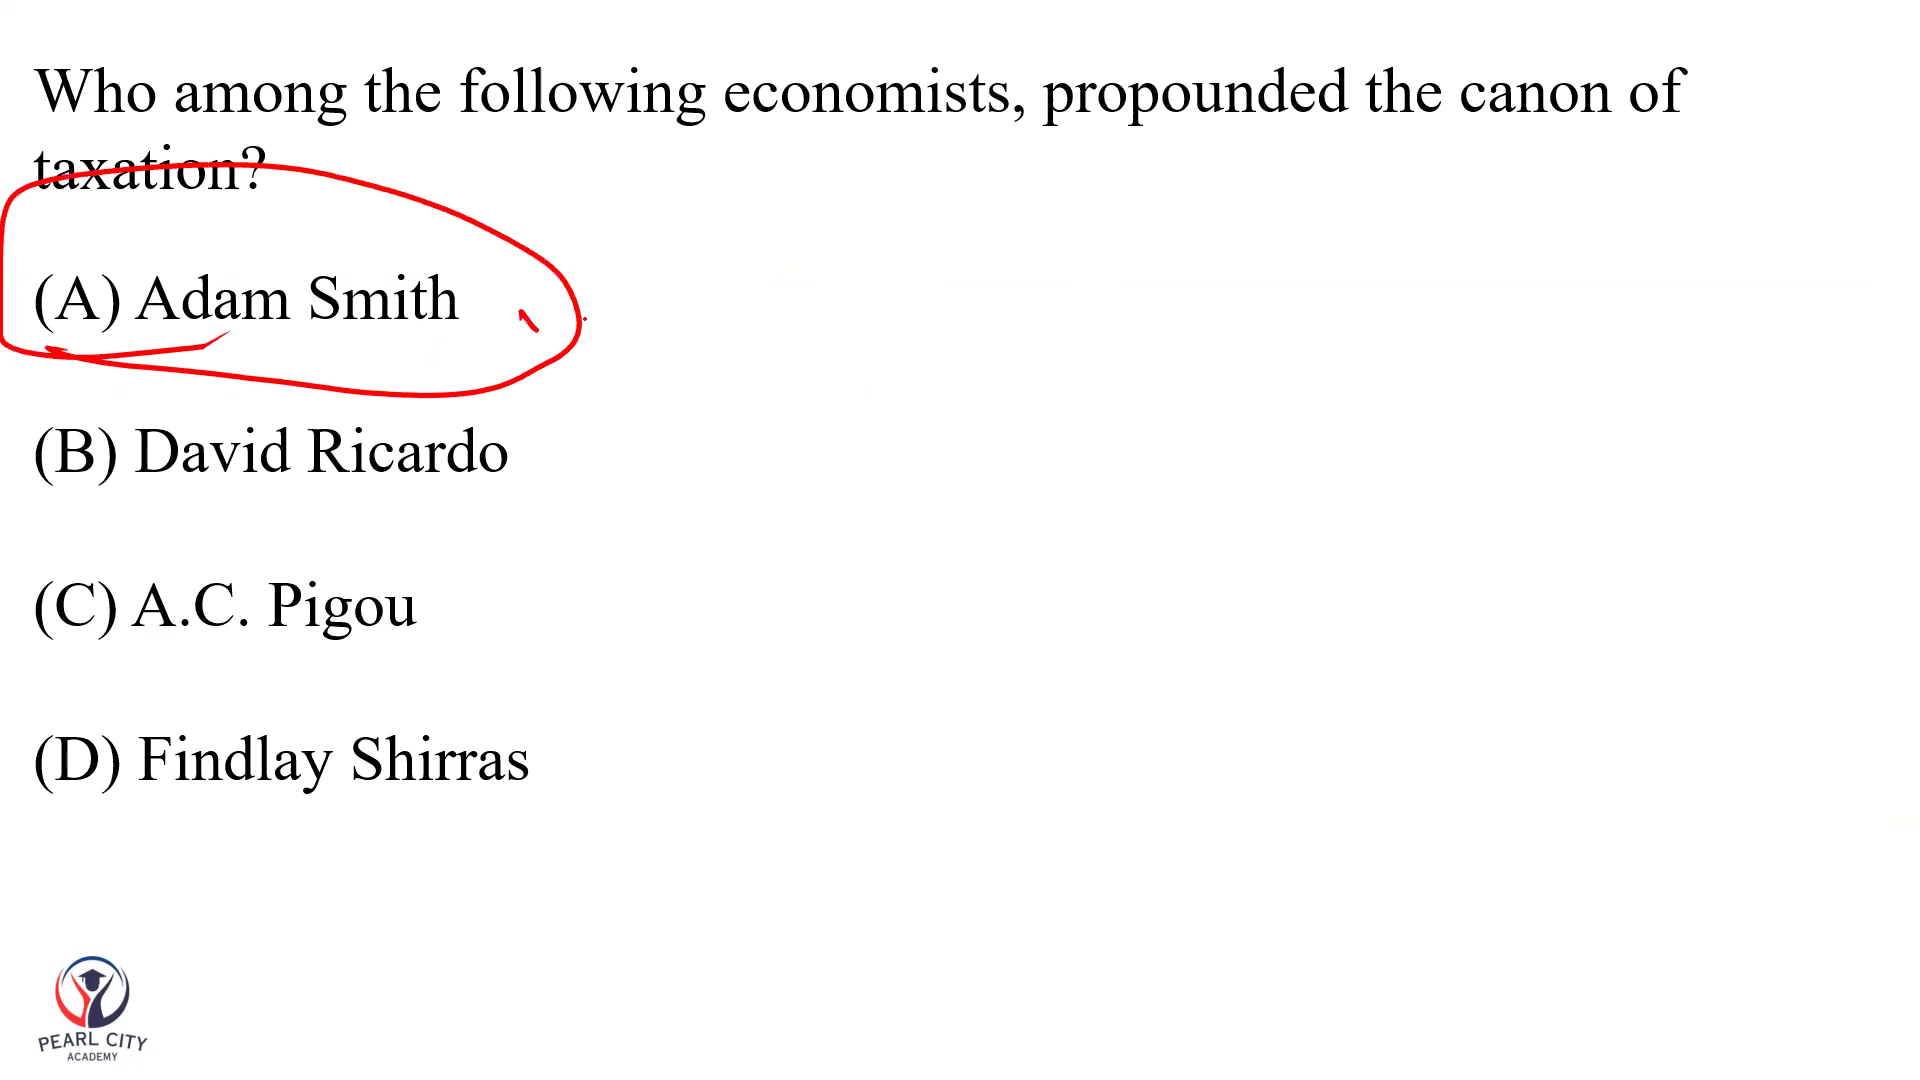 Who among the following economists, propounded the canon of
taxation?
(A) Adam Smith
(B) David Ricardo
(C) A.C. Pigou
(D) Findlay Shirras
PEARL CITY
ACADEMY